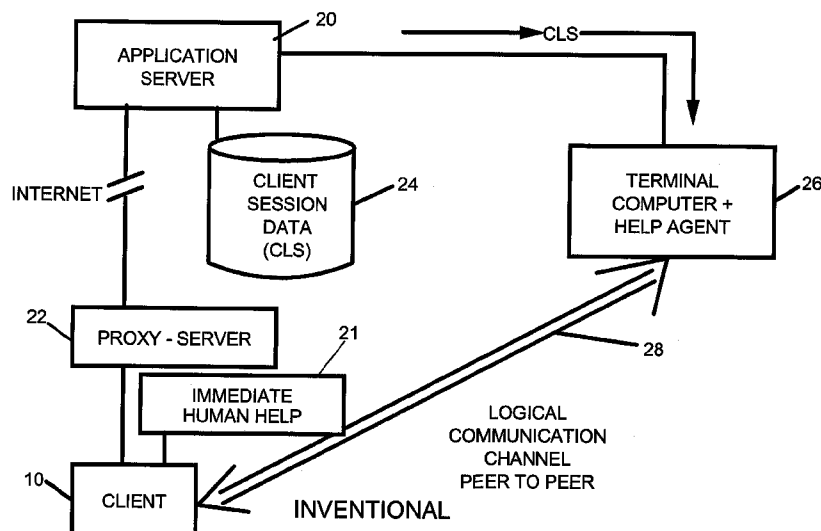 20
APPLICATION
SERVER
CLS
INTERNET
CLIENT
SESSION
DATA
(CLS)
24
TERMINAL
COMPUTER +
HELP AGENT
26
22
PROXY - SERVER
21
IMMEDIATE
HUMAN HELP
28
LOGICAL
COMMUNICATION
CHANNEL
PEER TO PEER
10
CLIENT
INVENTIONAL